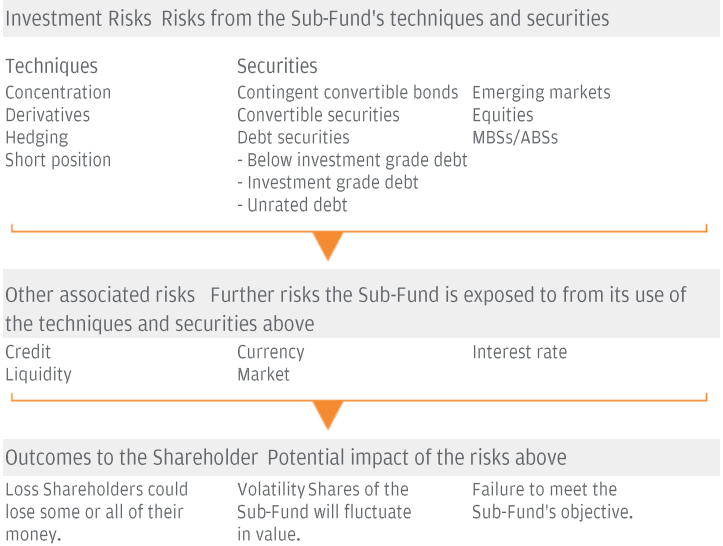 Investment Risks Risks from the Sub-Fund's techniques and securities
Techniques
Concentration
Derivatives
Hedging
Short position
Securities
Contingent convertible bonds
Convertible securities
Debt securities
- Below investment grade debt
- Investment grade debt
- Unrated debt
Emerging markets
Equities
MBSs/ABSs
Other associated risks Further risks the Sub-Fund is exposed to from its use of
the techniques and securities above
Credit
Liquidity
Currency
Market
Interest rate
Outcomes to the Shareholder Potential impact of the risks above
Loss Shareholders could
lose some or all of their
money.
Volatility Shares of the
Sub-Fund will fluctuate
in value.
Failure to meet the
Sub-Fund's objective.